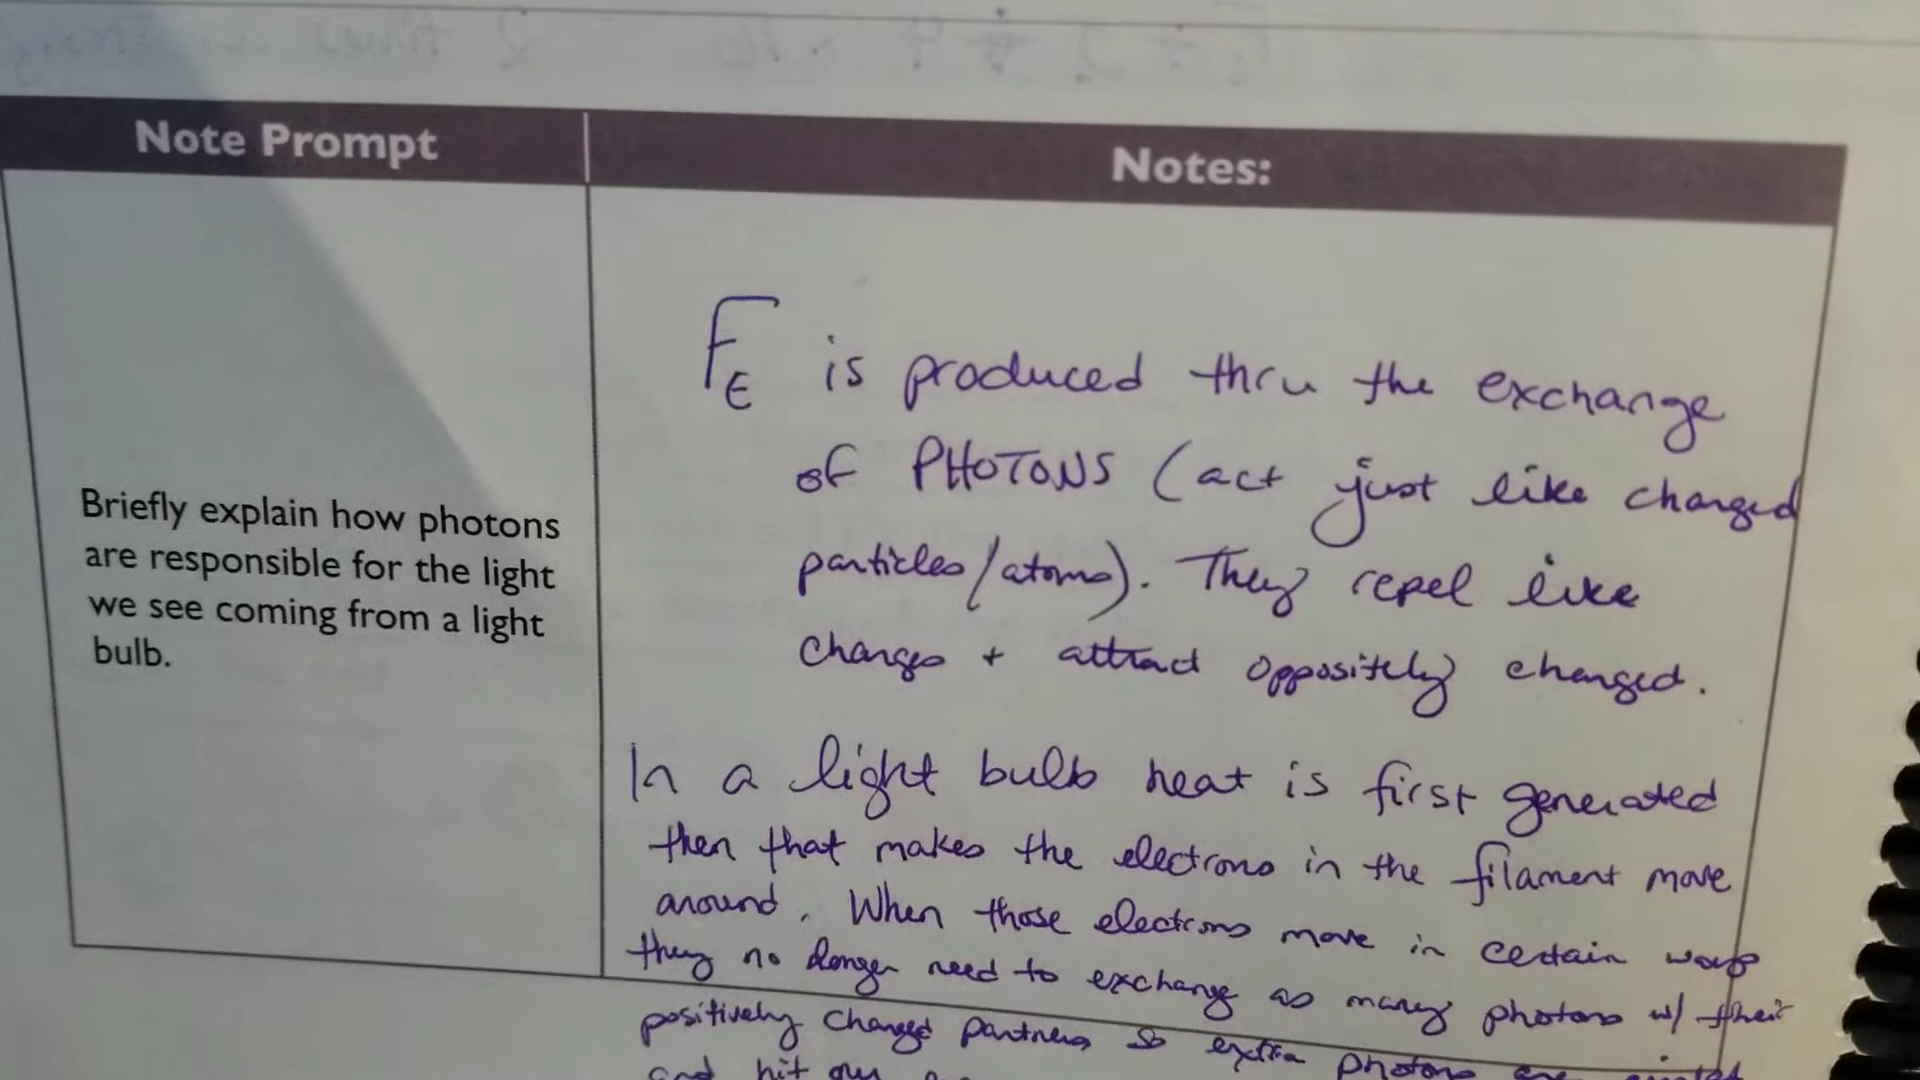 Note Prompt
Notes:
Briefly explain how photons
are responsible for the light
we see coming from a light
bulb.
FE is produced thru the exchange
of PHOTONS (act just like charged
particles/atoms). They repel like
charges + attract oppositely charged.
In a light bulb heat is first generated
then that makes the electrons in the filament move
around. When those electrons move in certain ways
they no longer need to exchange as many photons w/ their
positively charged partners so extra photons are
and hit our